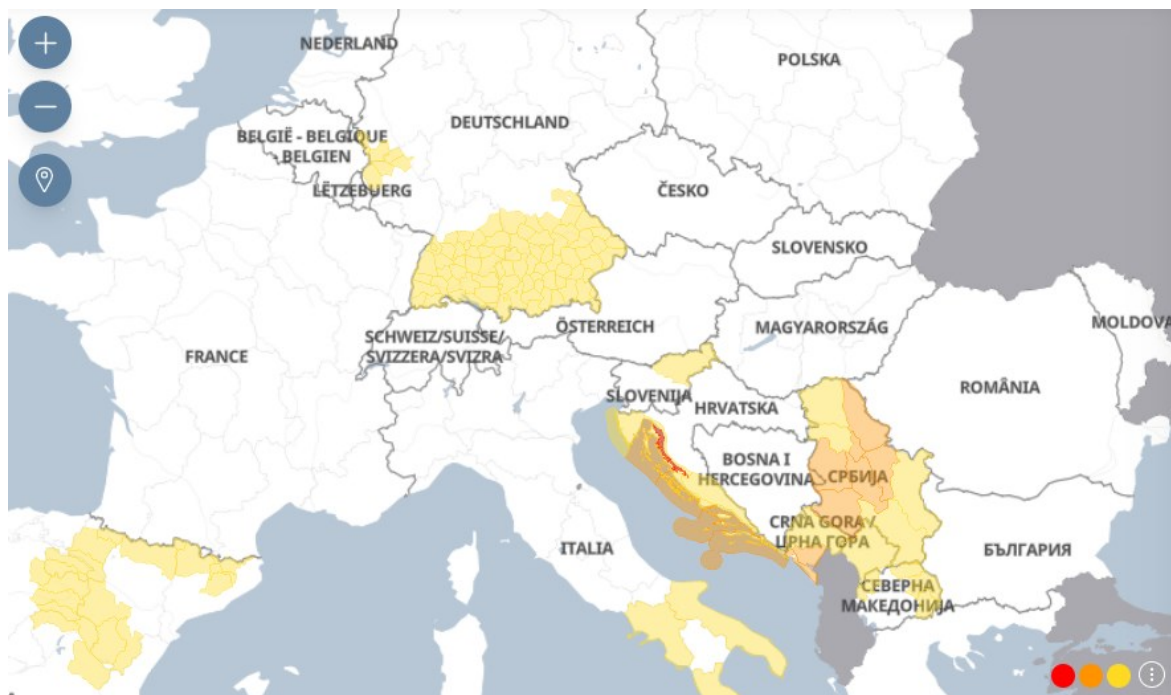 NEDERLAND
POLSKA
DEUTSCHLAND
BELGIË - BELGIQUE
- BELGIEN
LËTZEBUERG
ČESKO
SLOVENSKO
ÖSTERREICH
MAGYARORSZÁG
MOLDOVA
SCHWEIZ/SUISSE/
SVIZZERA/SVIZRA
FRANCE
ROMÂNIA
SLOVENIJA
HRVATSKA
BOSNA I
HERCEGOVINA
СРБИЈА
CRNA GORA/
ЦРНА ГОРА
ITALIA
БЪЛГАРИЯ
СЕВЕРНА
МАКЕДОНИЈА